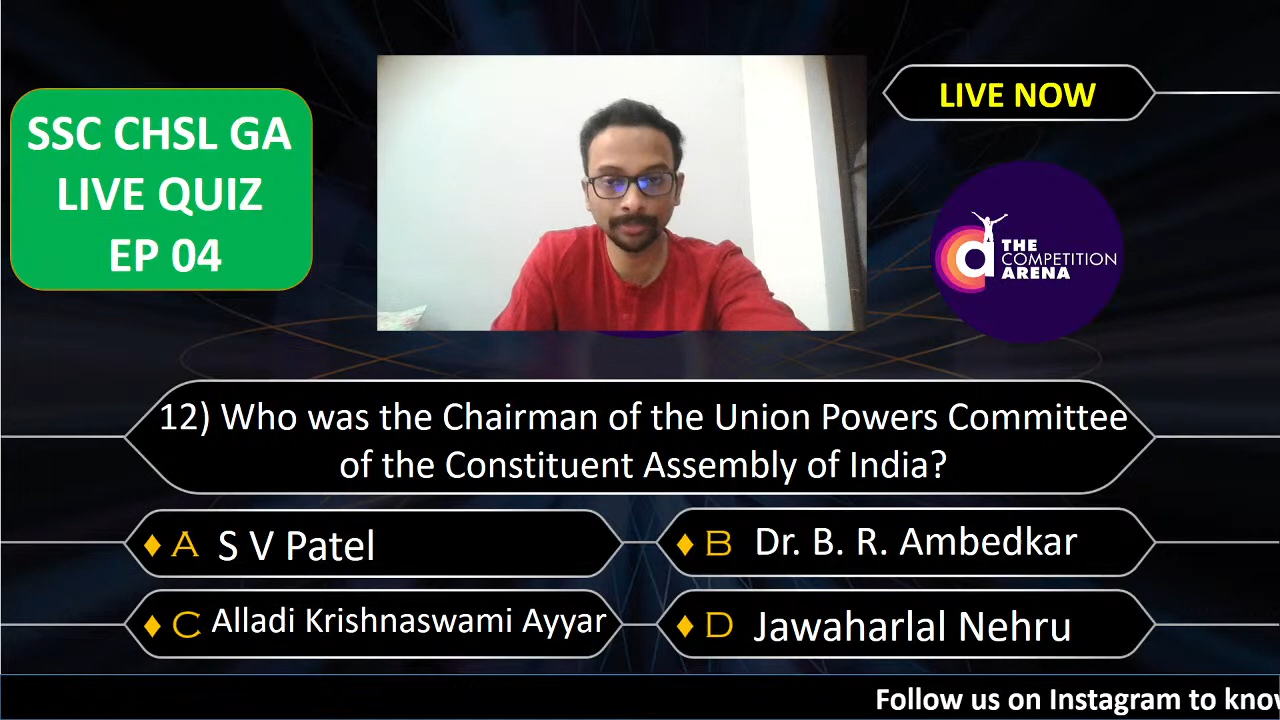 SSC CHSL GA
LIVE QUIZ
EP 04
LIVE NOW
THE
COMPETITION
ARENA
12) Who was the Chairman of the Union Powers Committee
of the Constituent Assembly of India?
A S V Patel
B Dr. B. R. Ambedkar
C Alladi Krishnaswami Ayyar
D Jawaharlal Nehru
Follow us on Instagram to know